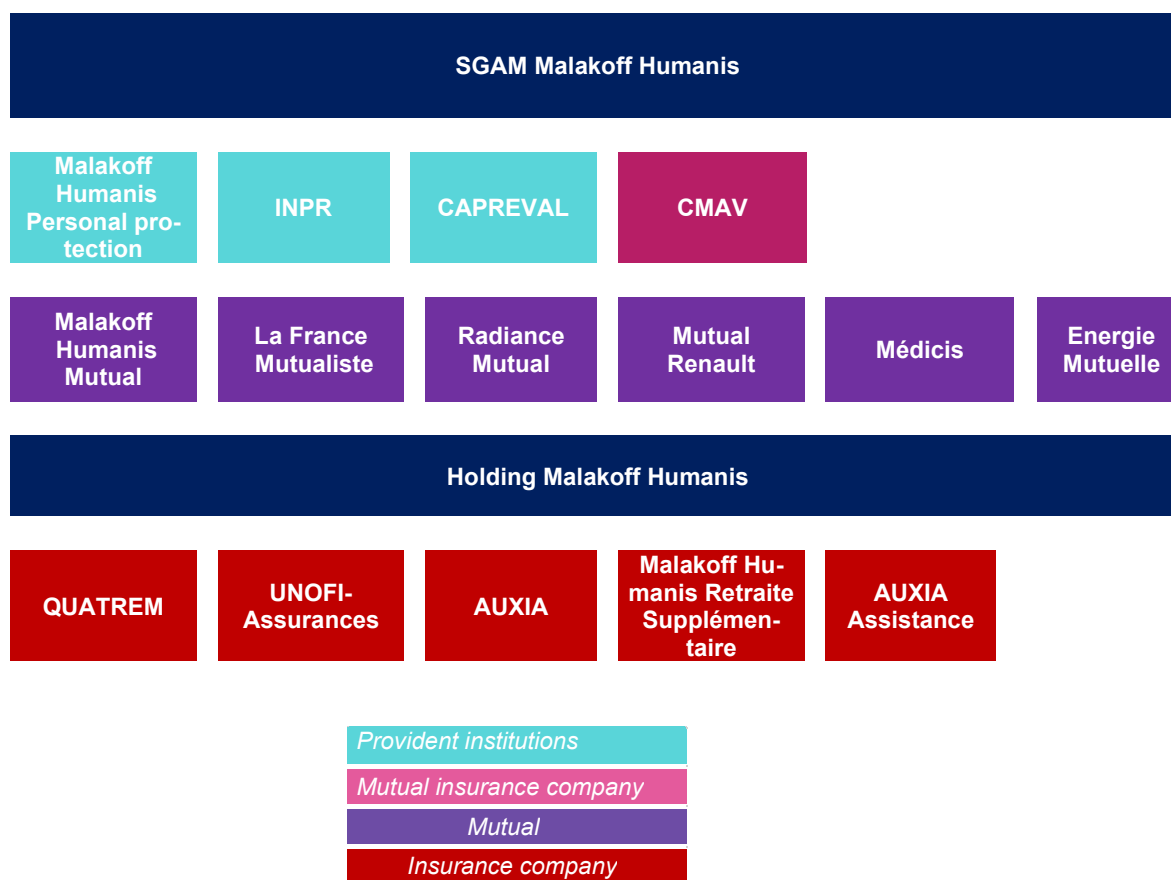 SGAM Malakoff Humanis
Malakoff
Humanis
Personal pro-
tection
INPR
CAPREVAL
CMAV
Malakoff
Humanis
Mutual
La France
Mutualiste
Radiance
Mutual
Mutual
Renault
Médicis
Energie
Mutuelle
Holding Malakoff Humanis
QUATREM
UNOFI-
Assurances
AUXIA
Malakoff Hu-
manis Retraite
Supplémen-
taire
AUXIA
Assistance
Provident institutions
Mutual insurance company
Mutual
Insurance company